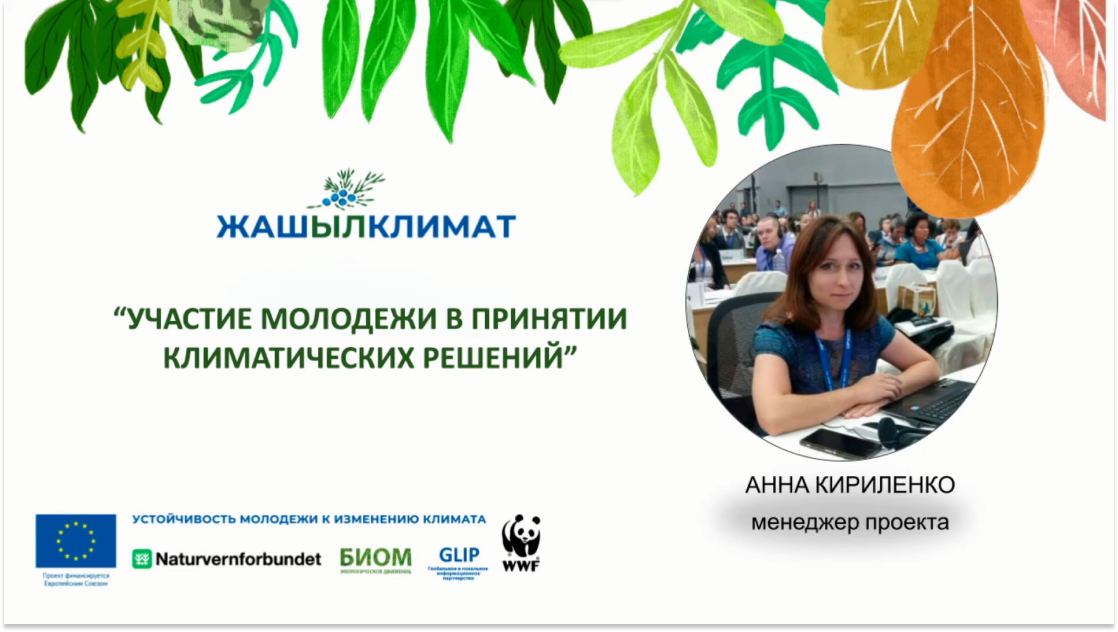 ЖАШЫЛКЛИМАТ
“УЧАСТИЕ МОЛОДЕЖИ В ПРИНЯТИИ
КЛИМАТИЧЕСКИХ РЕШЕНИЙ”
АННА КИРИЛЕНКО
менеджер проекта
УСТОЙЧИВОСТЬ МОЛОДЕЖИ К ИЗМЕНЕНИЮ КЛИМАТА
Проект финансируется
Европейским Союзом
Naturvernforbundet
БИОМ
ЭКОЛОГИЧЕСКОЕ ДВИЖЕНИЕ
GLIP
Глобальное и локальное
информационное
партнерство
WWF